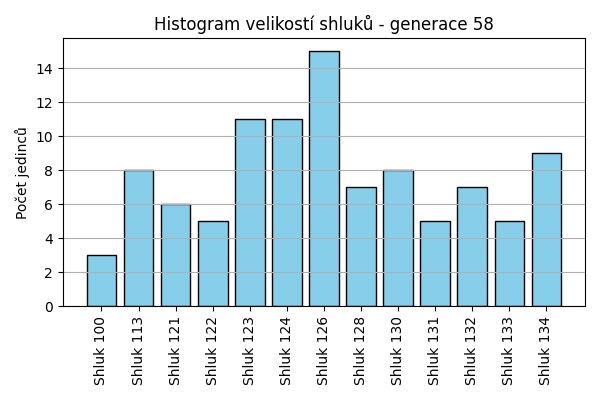 Histogram velikostí shluků - generace 58
Počet jedinců
14
12
10
8
6
4
2
0
Shluk 100
Shluk 113
Shluk 121
Shluk 122
Shluk 123
Shluk 124
Shluk 126
Shluk 128
Shluk 130
Shluk 131
Shluk 132
Shluk 133
Shluk 134